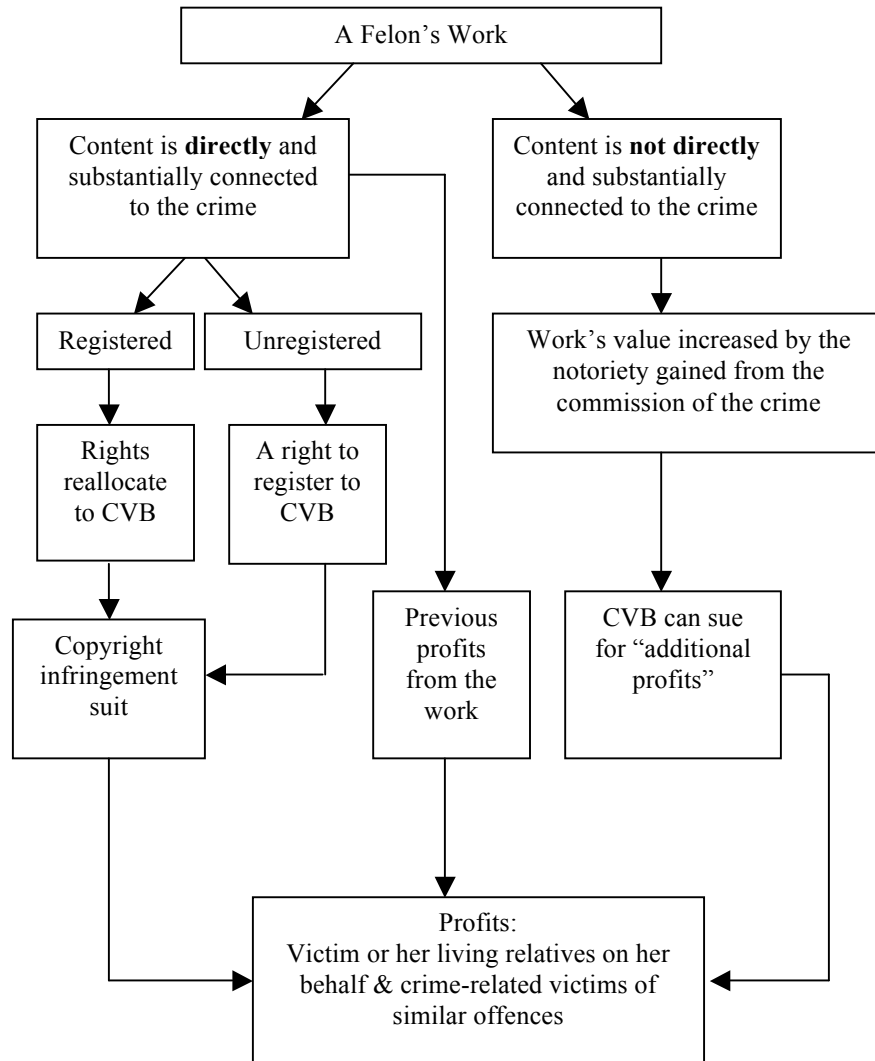 A Felon’s Work
Content is directly and
substantially connected
to the crime
Content is not directly
and substantially
connected to the crime
Registered
Unregistered
Work’s value increased by the
notoriety gained from the
commission of the crime
Rights
reallocate
to CVB
A right to
register to
CVB
Copyright
infringement
suit
Previous
profits
from the
work
CVB can sue
for “additional
profits”
Profits:
Victim or her living relatives on her
behalf & crime-related victims of
similar offences